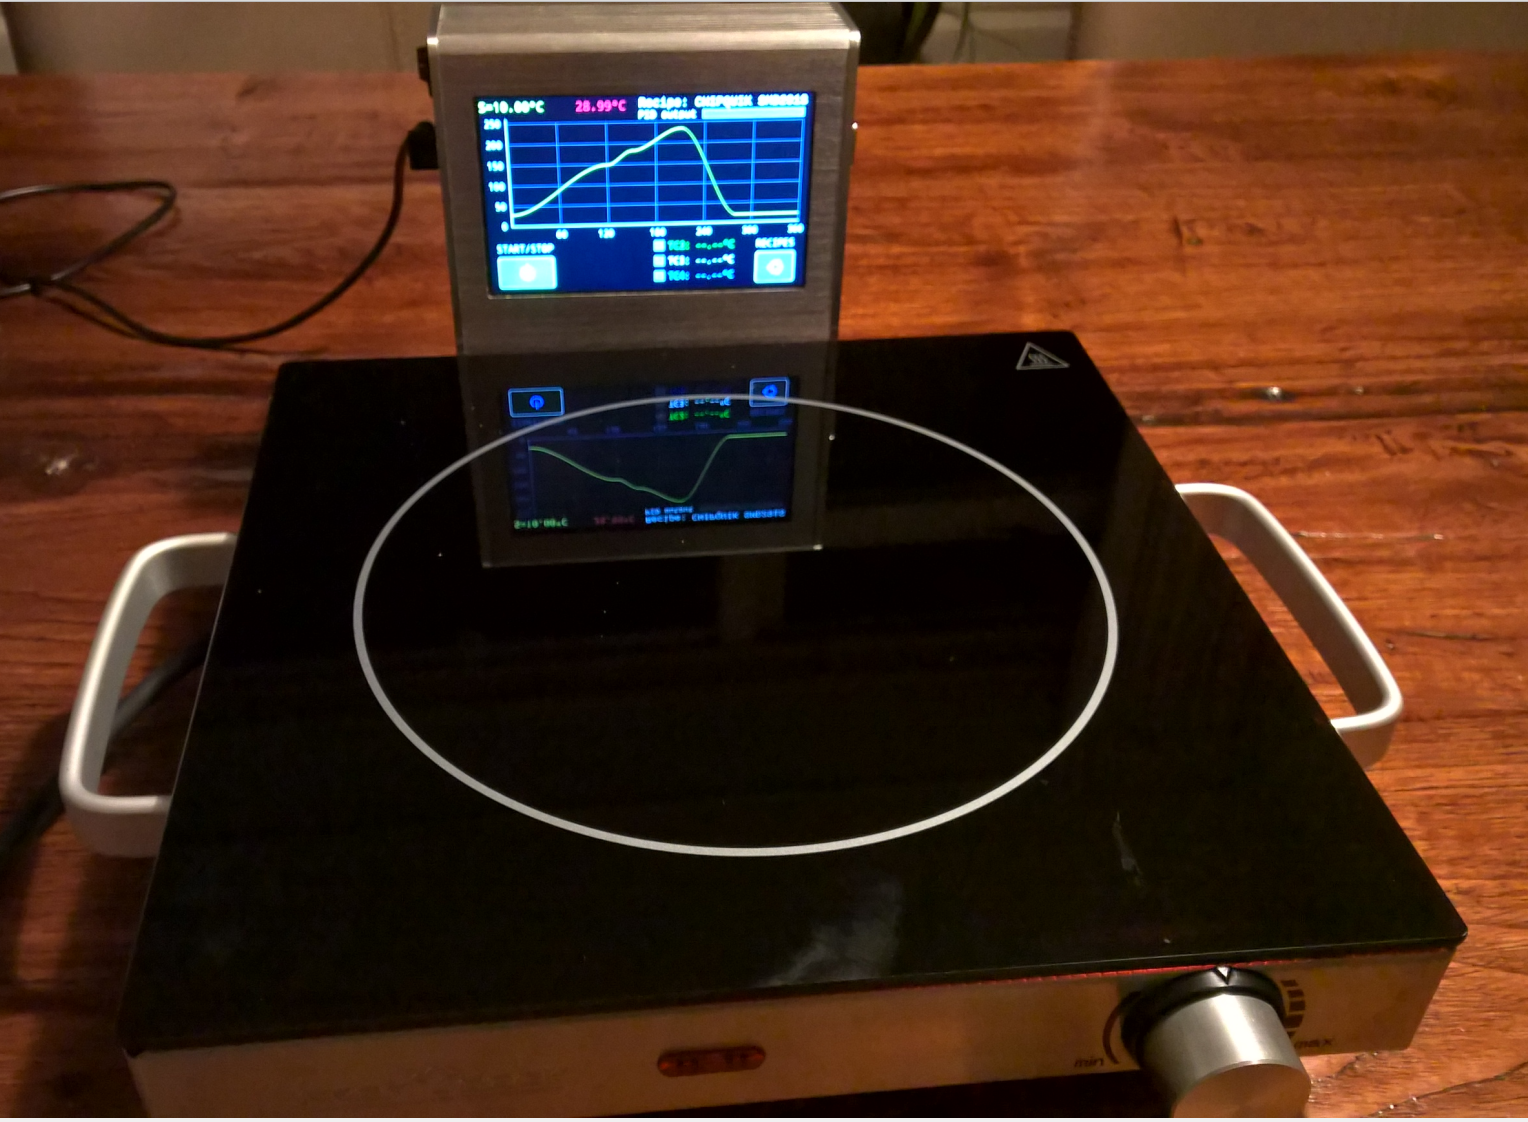 S=10.00°C 28.99°C Recipe: CHIPQUIK
PID output
250
200
150
100
50
0
60 120 180 240 300
START/STOP
TC2: --.--°C
RECIPES
TC3: --.--°C
TC4: --.--°C
min
max